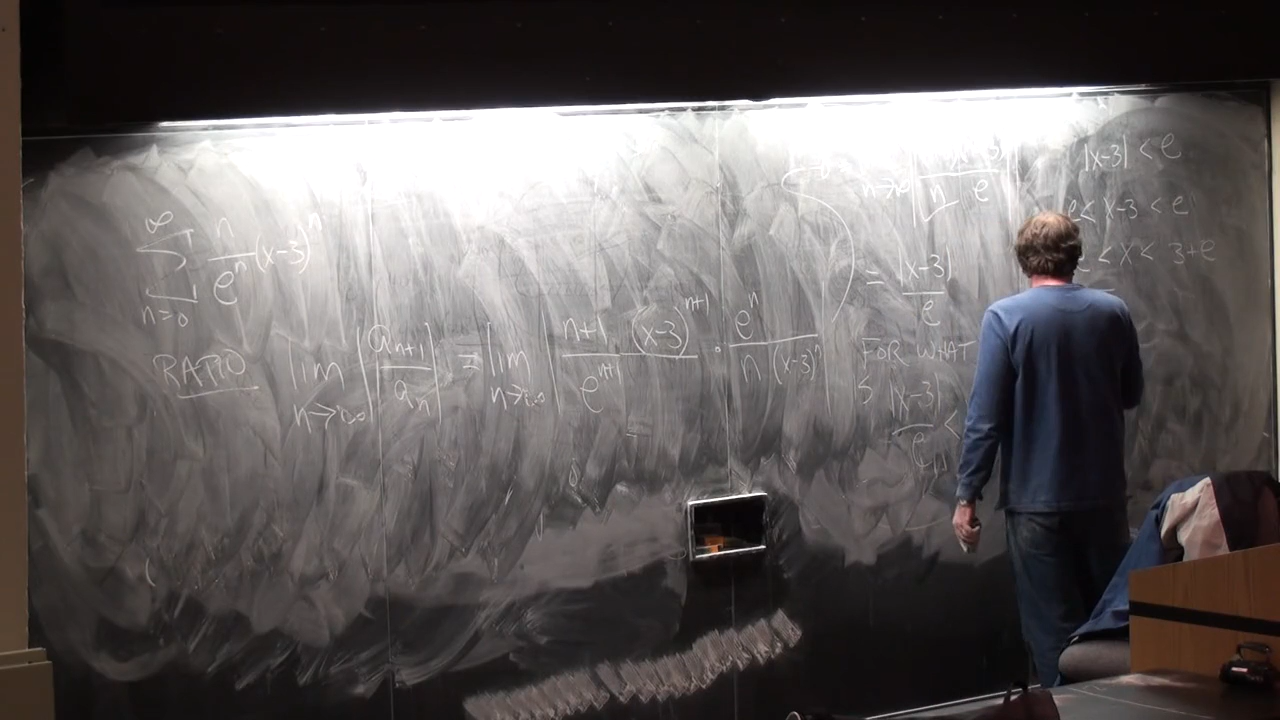 ∞
∑ n/eⁿ (x-3)ⁿ
n=0
RATIO lim n→∞ |aₙ₊₁/aₙ| = lim n→∞ | n+1/eⁿ⁺¹ (x-3)ⁿ⁺¹ · eⁿ/n (x-3)ⁿ |
n e
= |x-3|/e
FOR WHAT
|x-3|/e <
|x-3| < e
< x-3 < e
< x < 3+e